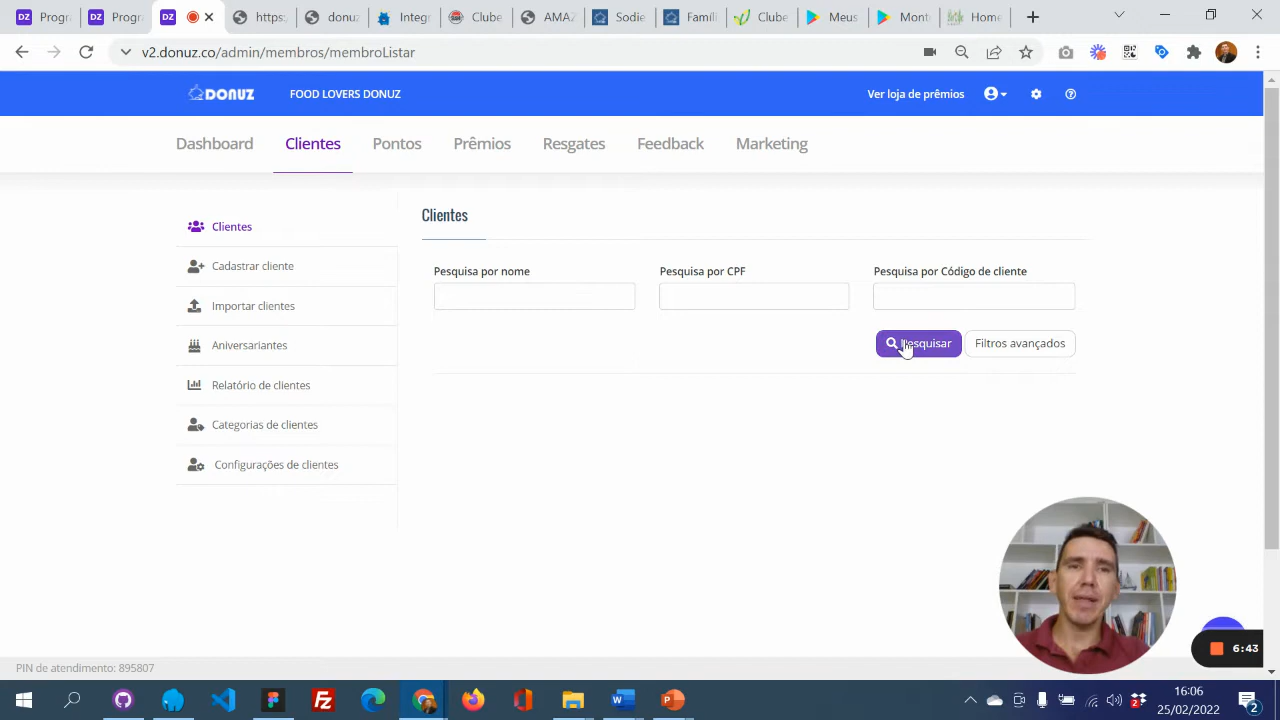 Progr
Progr
https:
donu
Integr
Clube
AMAZ
Sodie
Famíl
Clube
Meus
Mont
Home
v2.donuz.co/admin/membros/membroListar
DONUZ
FOOD LOVERS DONUZ
Ver loja de prêmios
Dashboard
Clientes
Pontos
Prêmios
Resgates
Feedback
Marketing
Clientes
Cadastrar cliente
Importar clientes
Aniversariantes
Relatório de clientes
Categorias de clientes
Configurações de clientes
Clientes
Pesquisa por nome
Pesquisa por CPF
Pesquisa por Código de cliente
Pesquisar
Filtros avançados
6:43
PIN de atendimento: 895807
16:06
25/02/2022